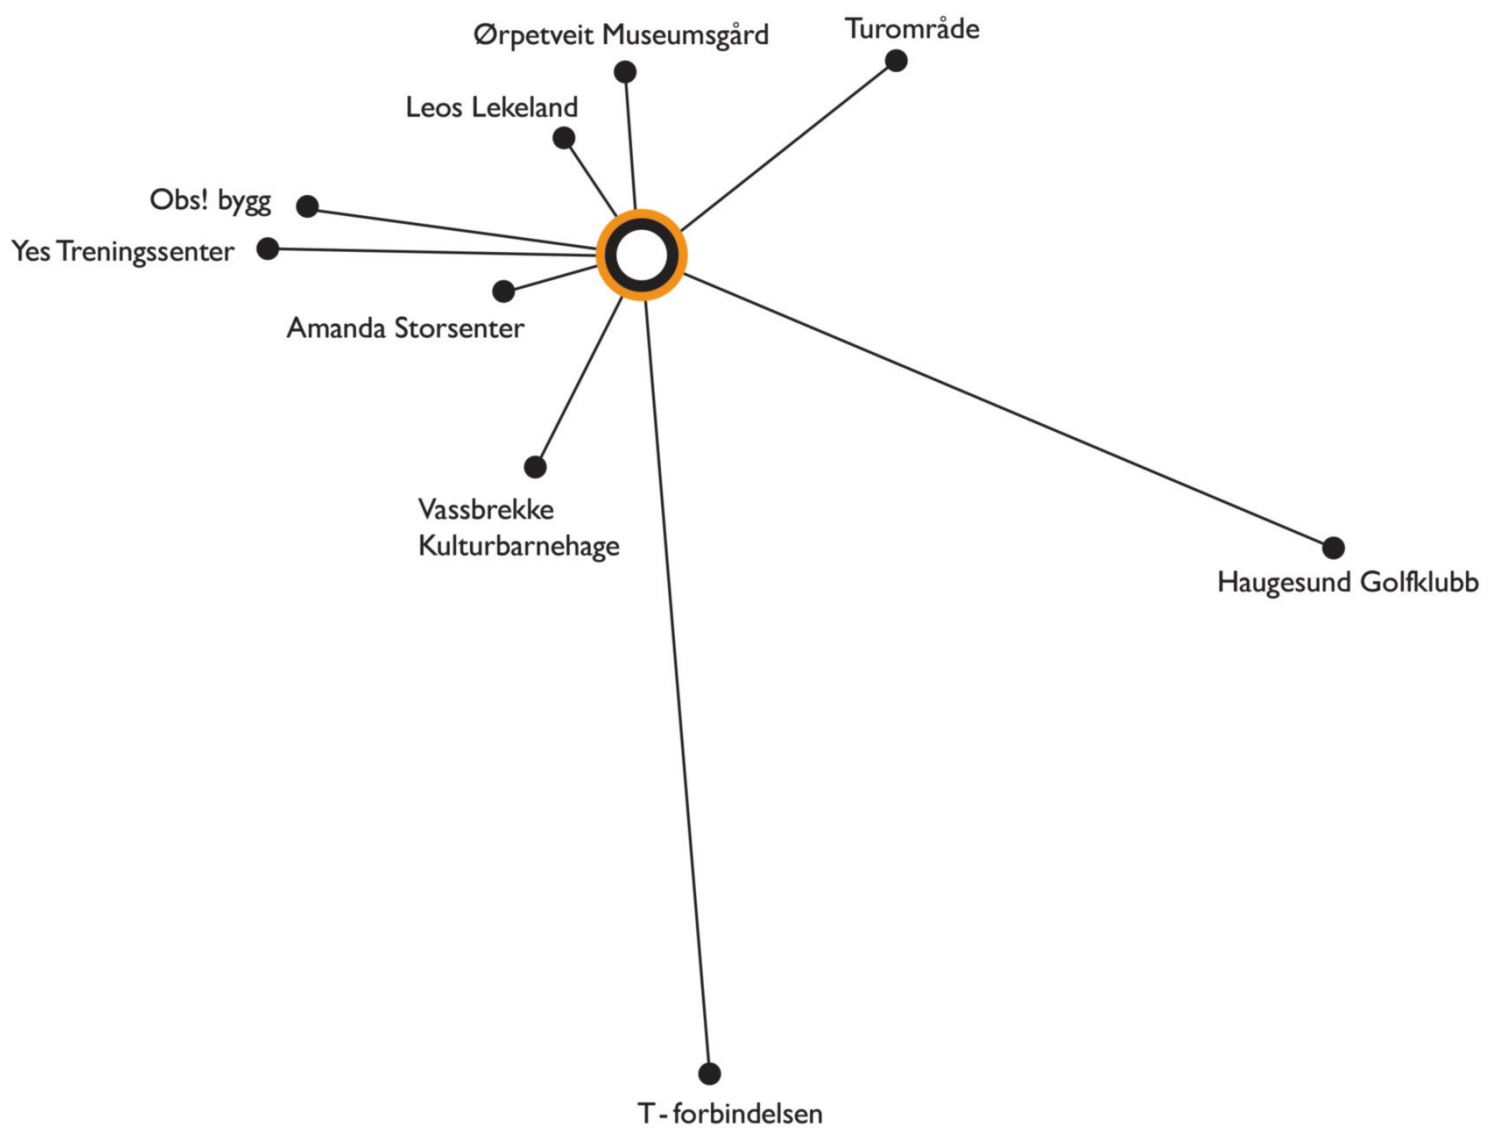 Ørpetveit Museumsgård
Turområde
Leos Lekeland
Obs! bygg
Yes Treningssenter
Amanda Storsenter
Vassbrekke
Kulturbarnehage
Haugesund Golfklubb
T-forbindelsen